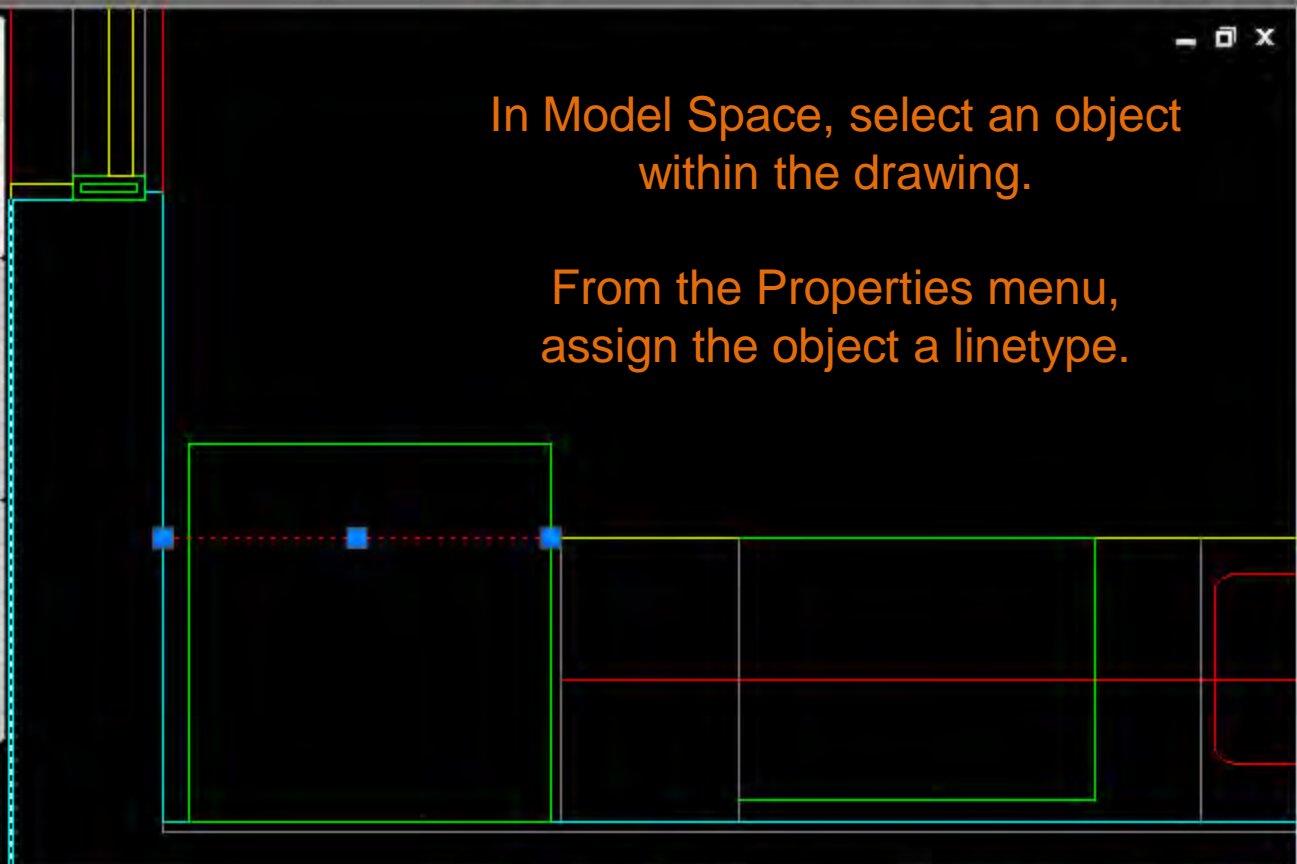 In Model Space, select an object
within the drawing.
From the Properties menu,
assign the object a linetype.